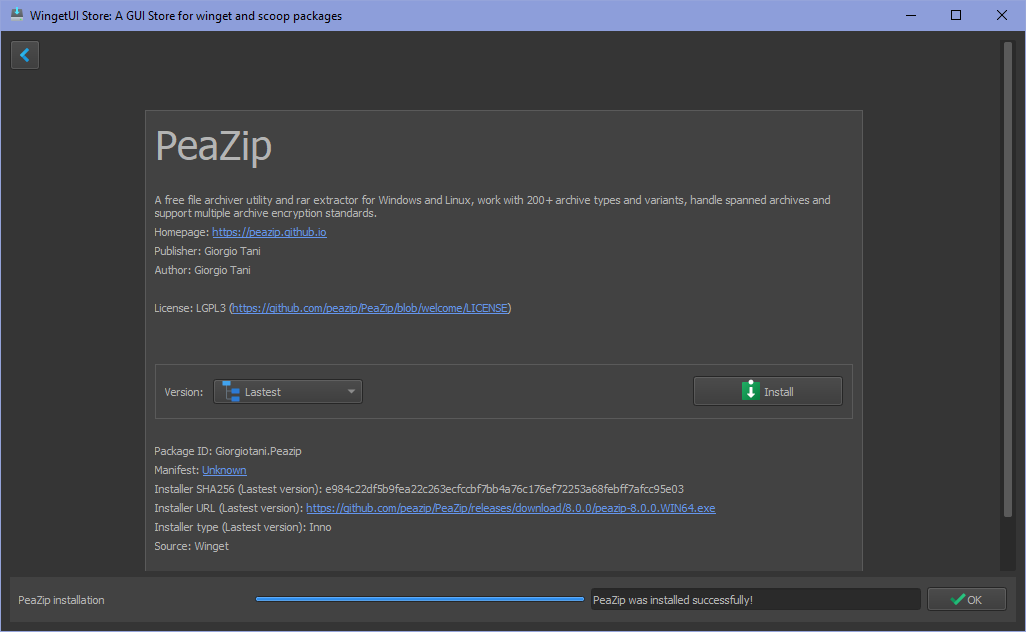 WingetUI Store: A GUI Store for winget and scoop packages
PeaZip
A free file archiver utility and rar extractor for Windows and Linux, work with 200+ archive types and variants, handle spanned archives and
support multiple archive encryption standards.
Homepage: https://peazip.github.io
Publisher: Giorgio Tani
Author: Giorgio Tani
License: LGPL3 (https://github.com/peazip/PeaZip/blob/welcome/LICENSE)
Version: Lastest Install
Package ID: Giorgiotani.Peazip
Manifest: Unknown
Installer SHA256 (Lastest version): e984c22df5b9fea22c263ecfccbf7bb4a76c176ef72253a68febff7afcc95e03
Installer URL (Lastest version): https://github.com/peazip/PeaZip/releases/download/8.0.0/peazip-8.0.0.WIN64.exe
Installer type (Lastest version): Inno
Source: Winget
PeaZip installation PeaZip was installed successfully! OK